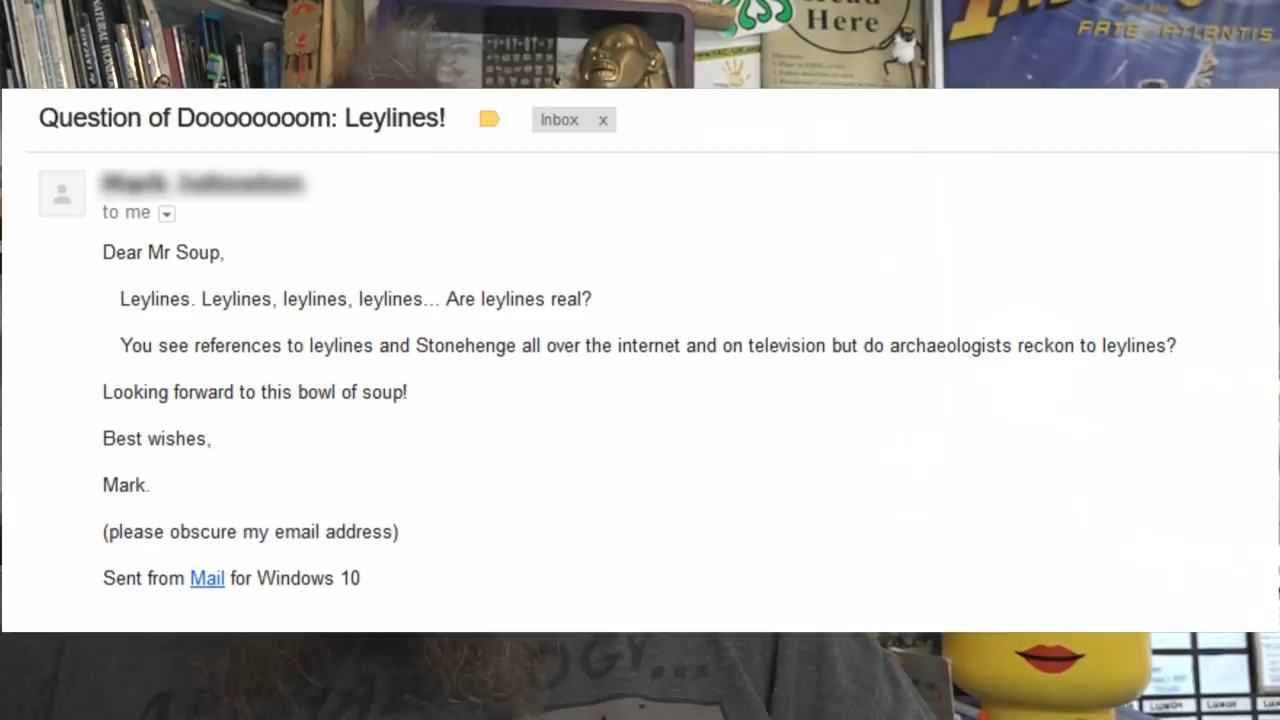 Here
FATE ATLANTIS
Question of Doooooooom: Leylines!
Inbox x
to me
Dear Mr Soup,
Leylines. Leylines, leylines, leylines... Are leylines real?
You see references to leylines and Stonehenge all over the internet and on television but do archaeologists reckon to leylines?
Looking forward to this bowl of soup!
Best wishes,
Mark.
(please obscure my email address)
Sent from Mail for Windows 10